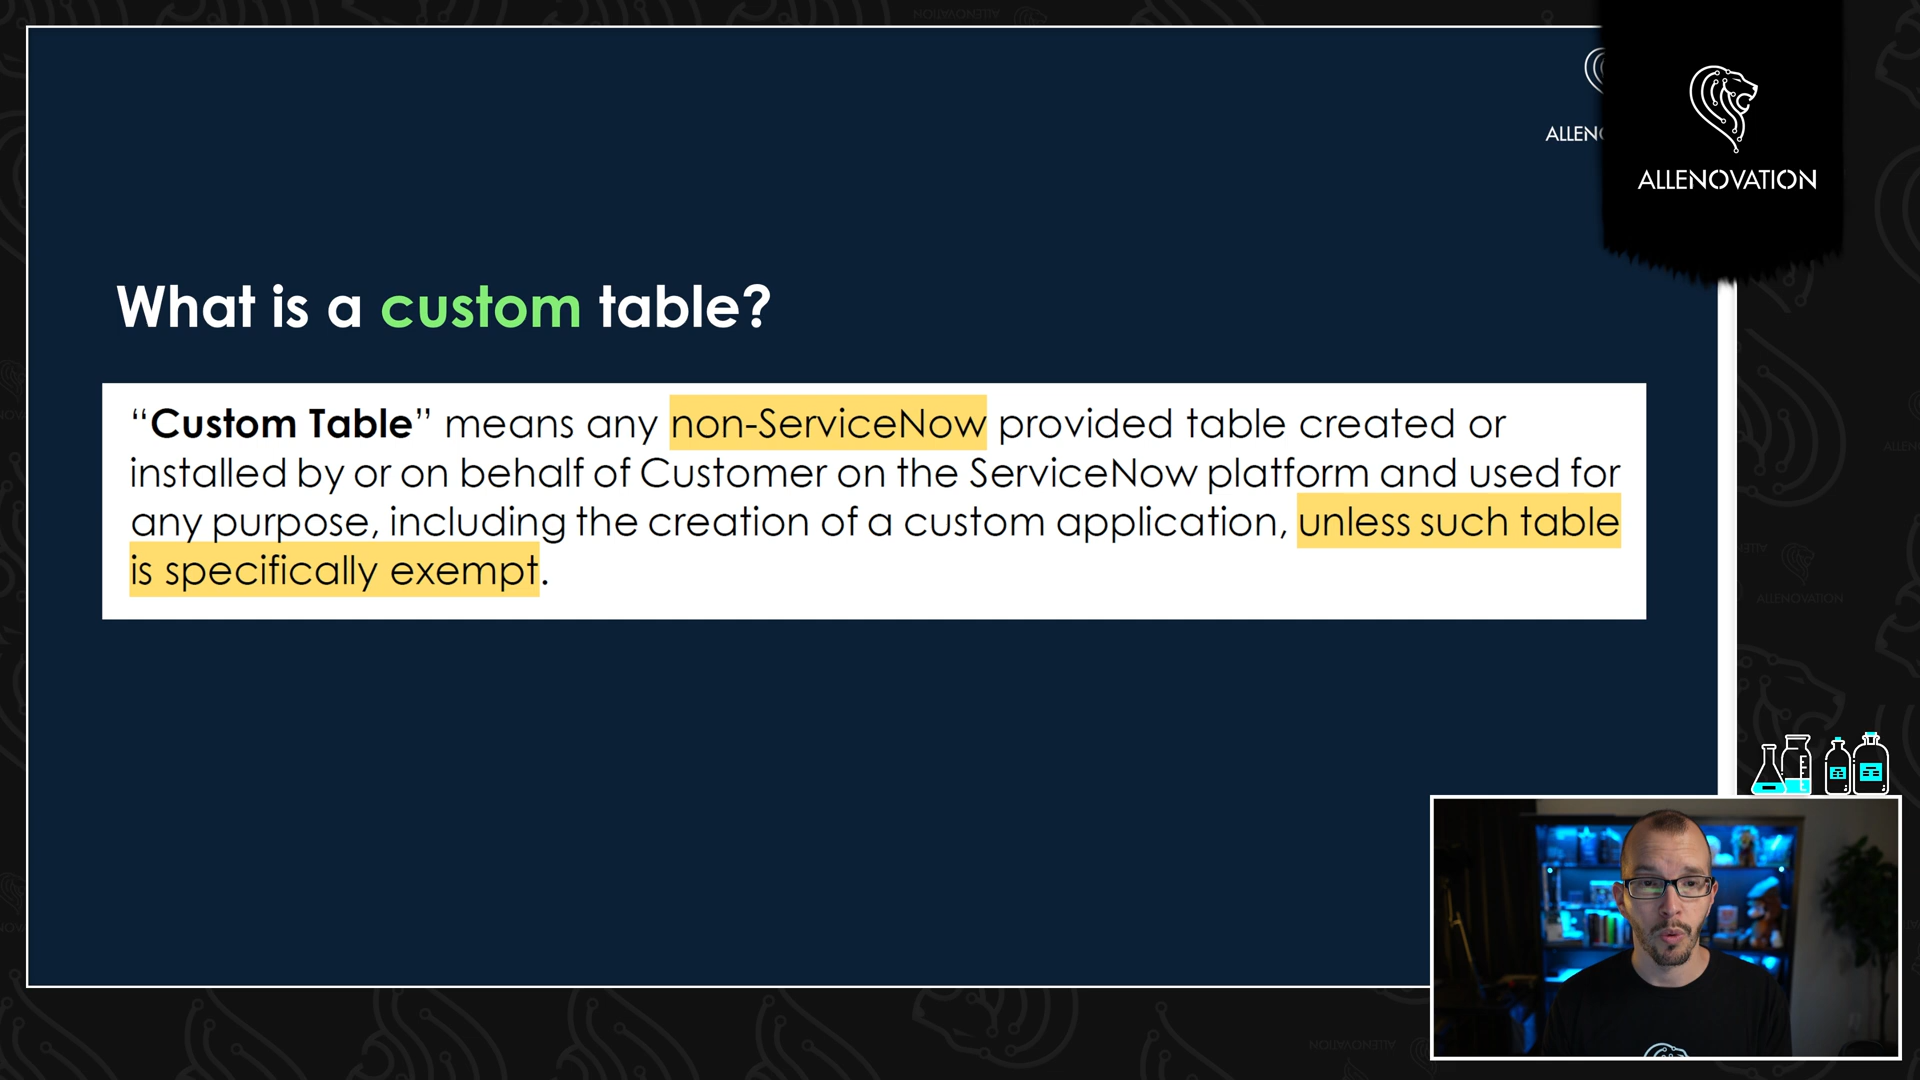 ALLENOVATION
What is a custom table?
“Custom Table” means any non-ServiceNow provided table created or
installed by or on behalf of Customer on the ServiceNow platform and used for
any purpose, including the creation of a custom application, unless such table
is specifically exempt.